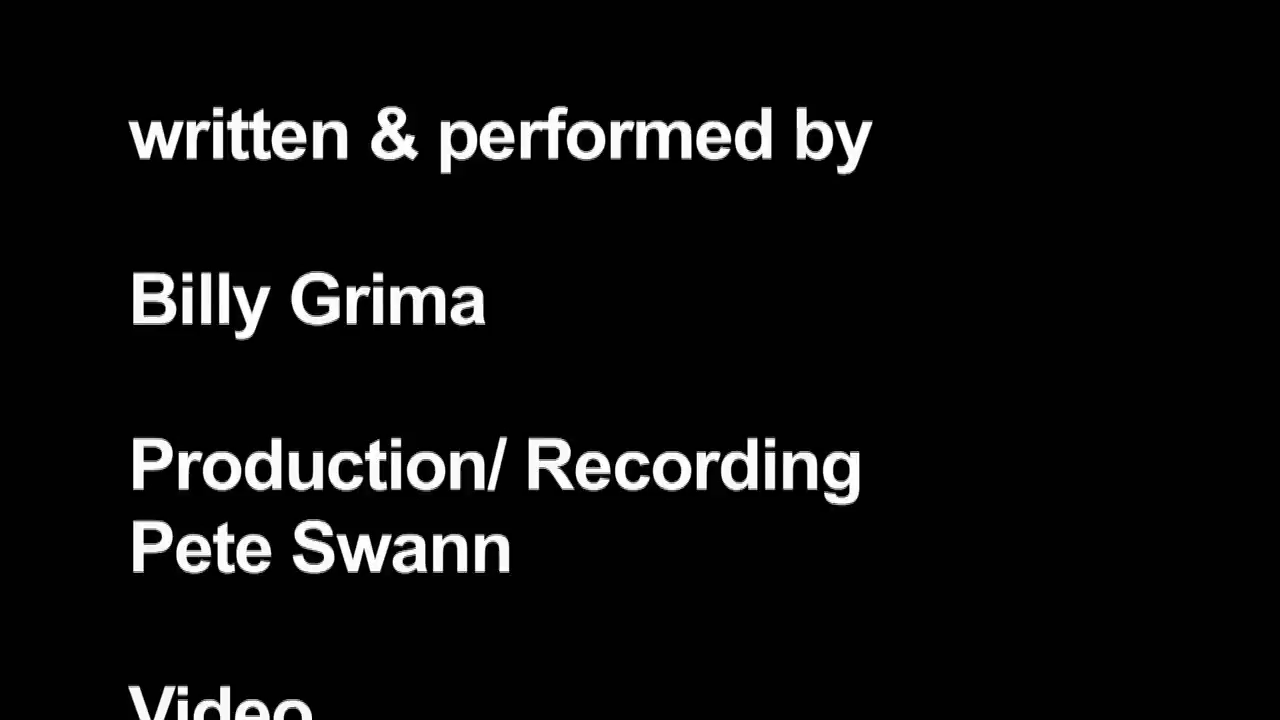 written & performed by
Billy Grima
Production/ Recording
Pete Swann
Video